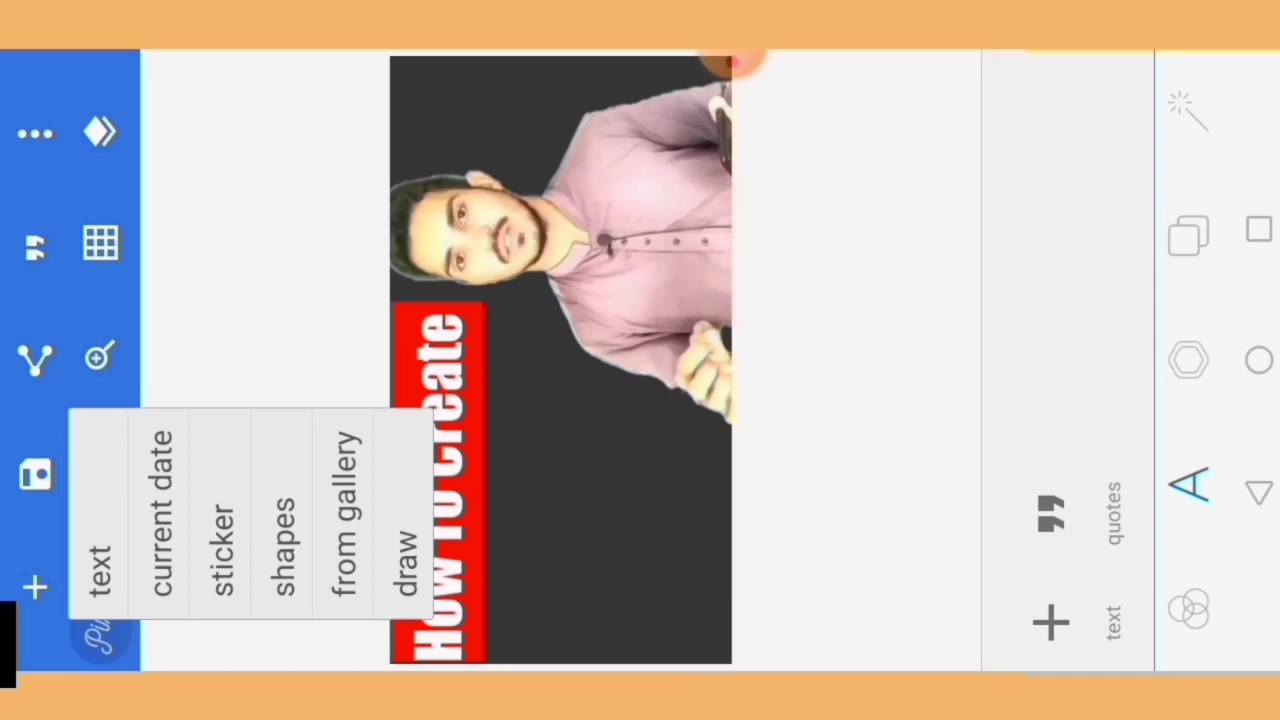 text
current date
sticker
shapes
from gallery
draw
How To Create
quotes
text